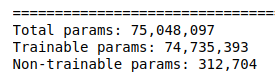 =================================
Total params: 75,048,097
Trainable params: 74,735,393
Non-trainable params: 312,704